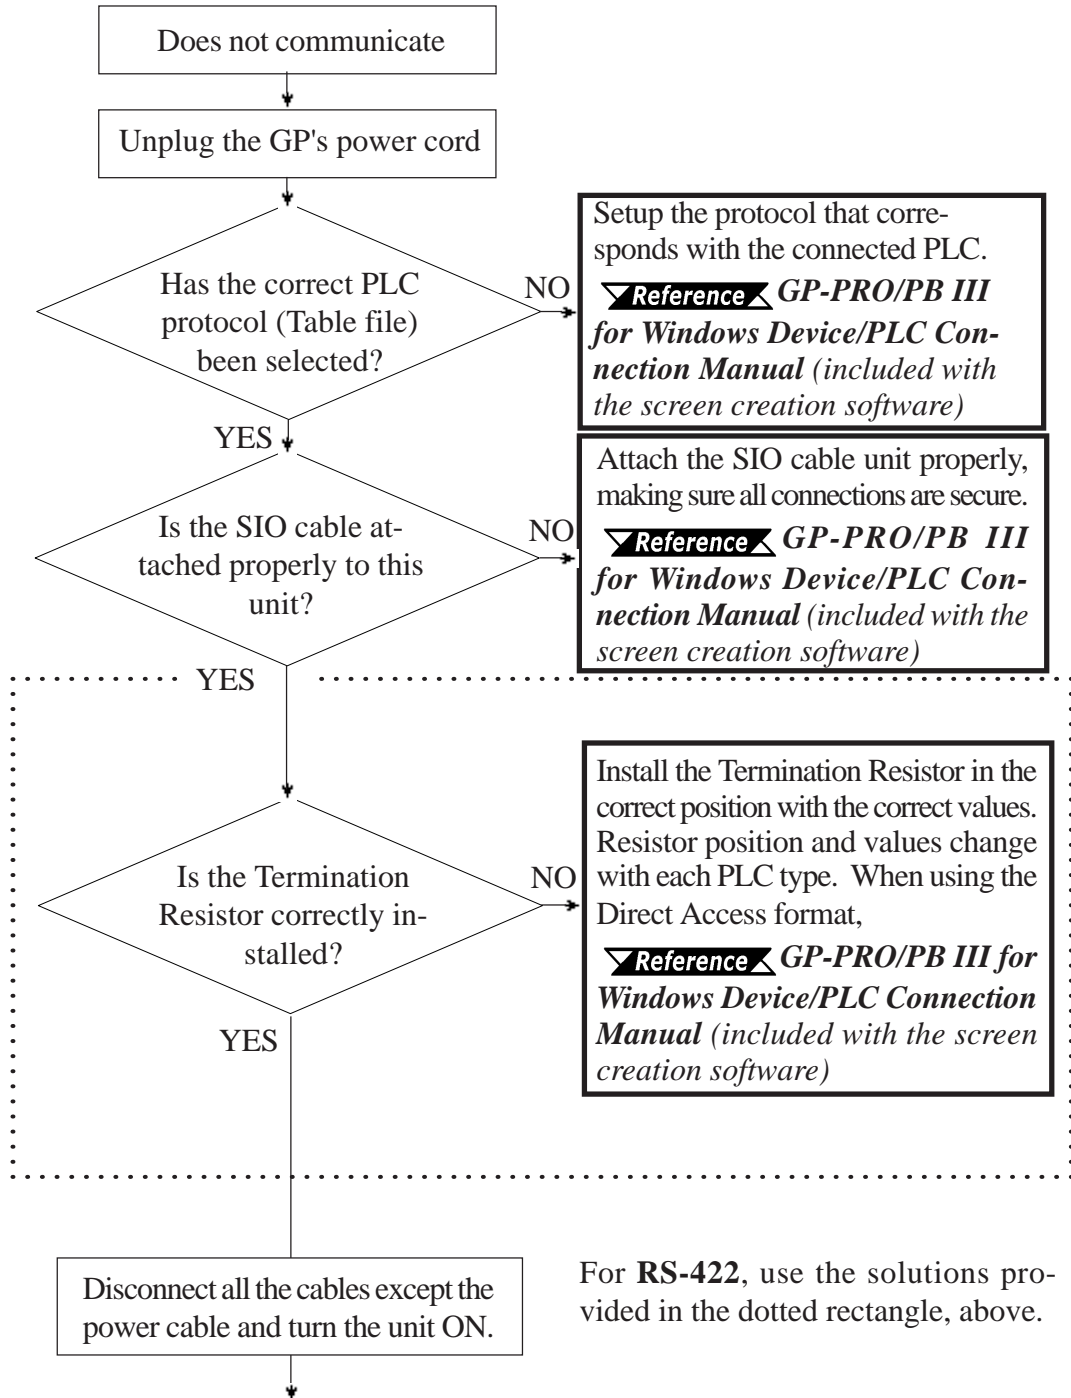 Does not communicate
Unplug the GP's power cord
Has the correct PLC
protocol (Table file)
been selected?
NO
Setup the protocol that corre-
sponds with the connected PLC.
Reference GP-PRO/PB III
for Windows Device/PLC Con-
nection Manual (included with
the screen creation software)
YES
Is the SIO cable at-
tached properly to this
unit?
NO
Attach the SIO cable unit properly,
making sure all connections are secure.
Reference GP-PRO/PB III
for Windows Device/PLC Con-
nection Manual (included with the
screen creation software)
YES
Is the Termination
Resistor correctly in-
stalled?
NO
Install the Termination Resistor in the
correct position with the correct values.
Resistor position and values change
with each PLC type. When using the
Direct Access format,
Reference GP-PRO/PB III for
Windows Device/PLC Connection
Manual (included with the screen
creation software)
YES
Disconnect all the cables except the
power cable and turn the unit ON.
For RS-422, use the solutions pro-
vided in the dotted rectangle, above.